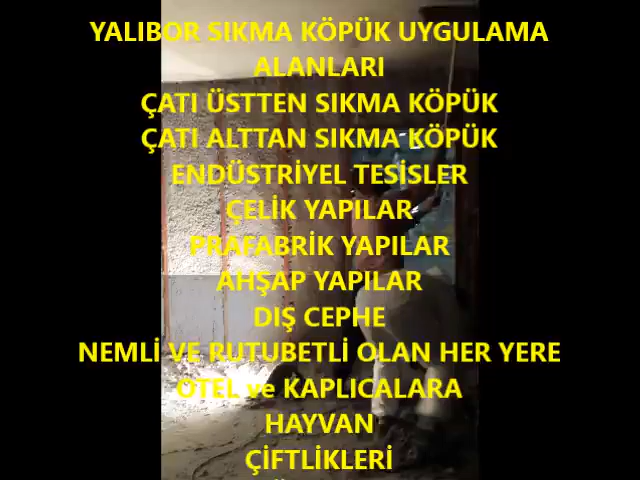 YALIBOR SIKMA KÖPÜK UYGULAMA
ALANLARI
ÇATI ÜSTTEN SIKMA KÖPÜK
ÇATI ALTTAN SIKMA KÖPÜK
ENDÜSTRİYEL TESİSLER
ÇELİK YAPILAR
PRAFABRİK YAPILAR
AHŞAP YAPILAR
DIŞ CEPHE
NEMLİ VE RUTUBETLİ OLAN HER YERE
OTEL ve KAPLICALARA
HAYVAN
ÇİFTLİKLERİ